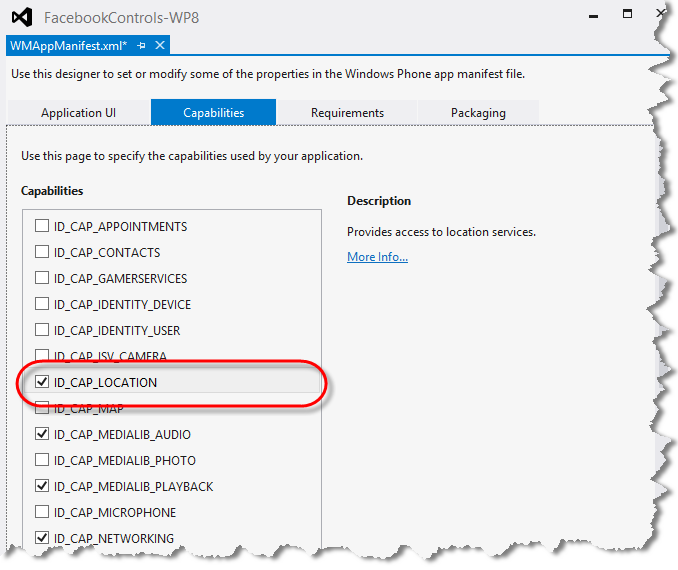 FacebookControls-WP8
WMAppManifest.xml*
Use this designer to set or modify some of the properties in the Windows Phone app manifest file.
Application UI Capabilities Requirements Packaging
Use this page to specify the capabilities used by your application.
Capabilities
Description
ID_CAP_APPOINTMENTS
Provides access to location services.
ID_CAP_CONTACTS
More Info...
ID_CAP_GAMERSERVICES
ID_CAP_IDENTITY_DEVICE
ID_CAP_IDENTITY_USER
ID_CAP_ISV_CAMERA
ID_CAP_LOCATION
ID_CAP_MAP
ID_CAP_MEDIALIB_AUDIO
ID_CAP_MEDIALIB_PHOTO
ID_CAP_MEDIALIB_PLAYBACK
ID_CAP_MICROPHONE
ID_CAP_NETWORKING